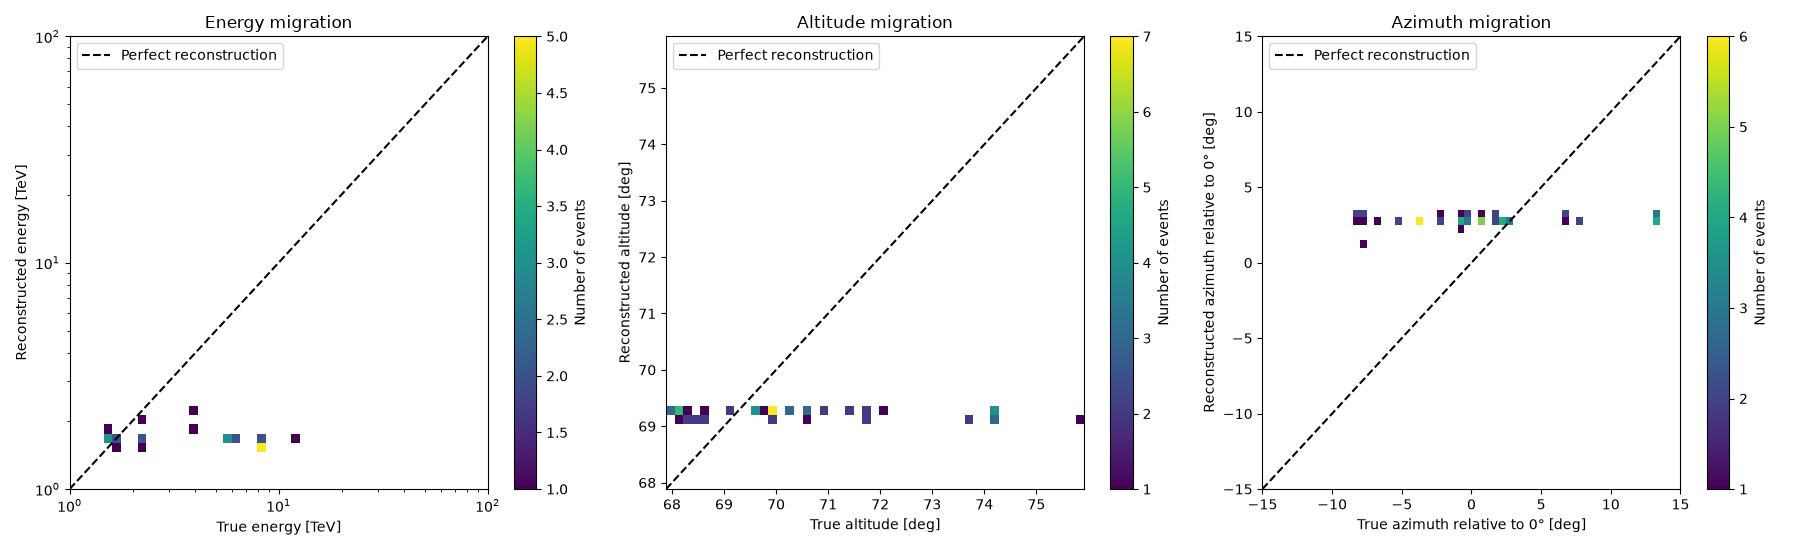 Energy migration
Perfect reconstruction
Reconstructed energy [TeV]
10²
10¹
10⁰
10⁰ 10¹ 10²
True energy [TeV]
5.0
4.5
4.0
3.5
3.0
2.5
2.0
1.5
1.0
Number of events
Altitude migration
Perfect reconstruction
Reconstructed altitude [deg]
75
74
73
72
71
70
69
68
68 69 70 71 72 73 74 75
True altitude [deg]
7
6
5
4
3
2
1
Number of events
Azimuth migration
Perfect reconstruction
Reconstructed azimuth relative to 0° [deg]
15
10
5
0
−5
−10
−15
−15 −10 −5 0 5 10 15
True azimuth relative to 0° [deg]
6
5
4
3
2
1
Number of events